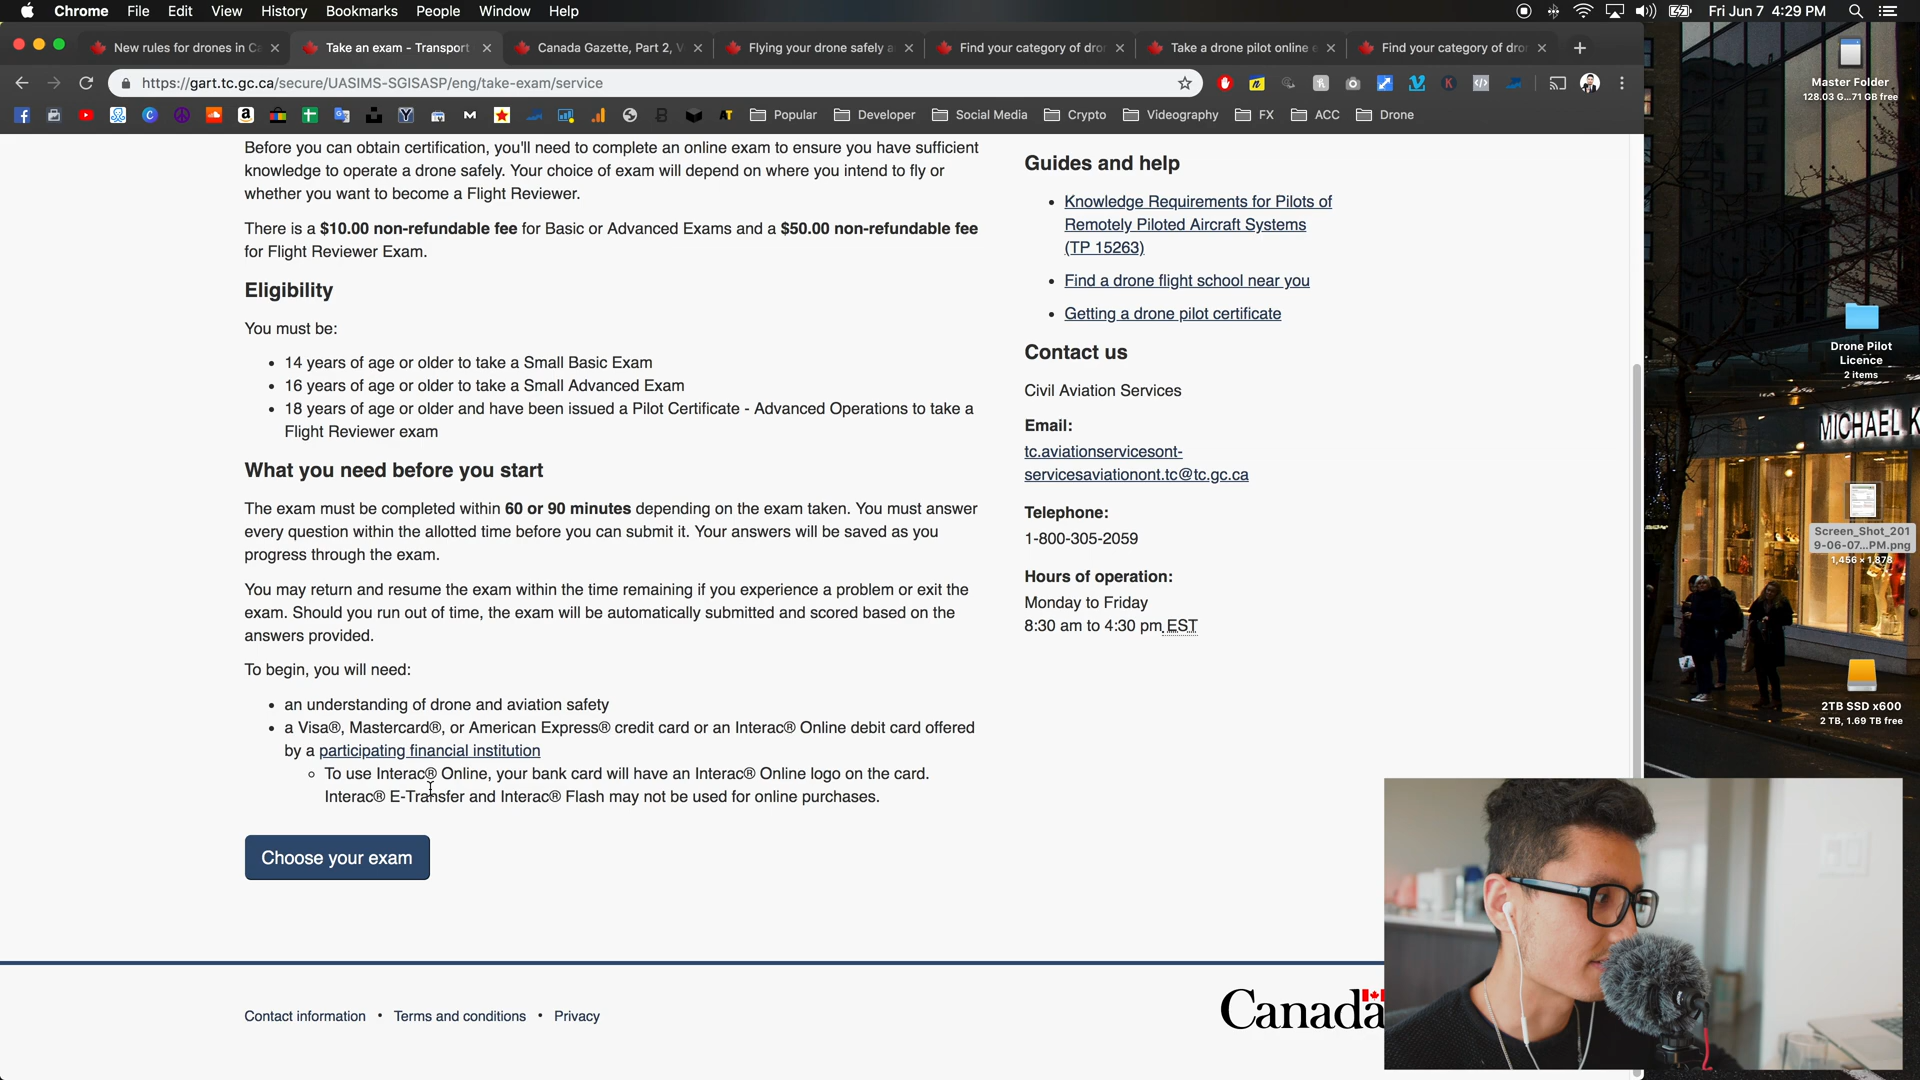 Chrome File Edit View History Bookmarks People Window Help
Fri Jun 7 4:29 PM
New rules for drones in Ca
Take an exam - Transport
Canada Gazette, Part 2, V
Flying your drone safely a
Find your category of dro
Take a drone pilot online e
Find your category of dro
https://gart.tc.gc.ca/secure/UASIMS-SGISASP/eng/take-exam/service
Popular Developer Social Media Crypto Videography FX ACC Drone
Before you can obtain certification, you'll need to complete an online exam to ensure you have sufficient
knowledge to operate a drone safely. Your choice of exam will depend on where you intend to fly or
whether you want to become a Flight Reviewer.
There is a $10.00 non-refundable fee for Basic or Advanced Exams and a $50.00 non-refundable fee
for Flight Reviewer Exam.
Eligibility
You must be:
• 14 years of age or older to take a Small Basic Exam
• 16 years of age or older to take a Small Advanced Exam
• 18 years of age or older and have been issued a Pilot Certificate - Advanced Operations to take a
Flight Reviewer exam
What you need before you start
The exam must be completed within 60 or 90 minutes depending on the exam taken. You must answer
every question within the allotted time before you can submit it. Your answers will be saved as you
progress through the exam.
You may return and resume the exam within the time remaining if you experience a problem or exit the
exam. Should you run out of time, the exam will be automatically submitted and scored based on the
answers provided.
To begin, you will need:
• an understanding of drone and aviation safety
• a Visa®, Mastercard®, or American Express® credit card or an Interac® Online debit card offered
by a participating financial institution
To use Interac® Online, your bank card will have an Interac® Online logo on the card.
Interac® E-Transfer and Interac® Flash may not be used for online purchases.
Choose your exam
Guides and help
• Knowledge Requirements for Pilots of
Remotely Piloted Aircraft Systems
(TP 15263)
• Find a drone flight school near you
• Getting a drone pilot certificate
Contact us
Civil Aviation Services
Email:
tc.aviationservicesont-
servicesaviationont.tc@tc.gc.ca
Telephone:
1-800-305-2059
Hours of operation:
Monday to Friday
8:30 am to 4:30 pm EST
Contact information • Terms and conditions • Privacy
Canada
Master Folder
128.03 G...71 GB free
Drone Pilot
Licence
2 items
MICHAEL K
Screen_Shot_201
9-06-07...PM.png
1,456 × 1,878
2TB SSD x600
2 TB, 1.69 TB free